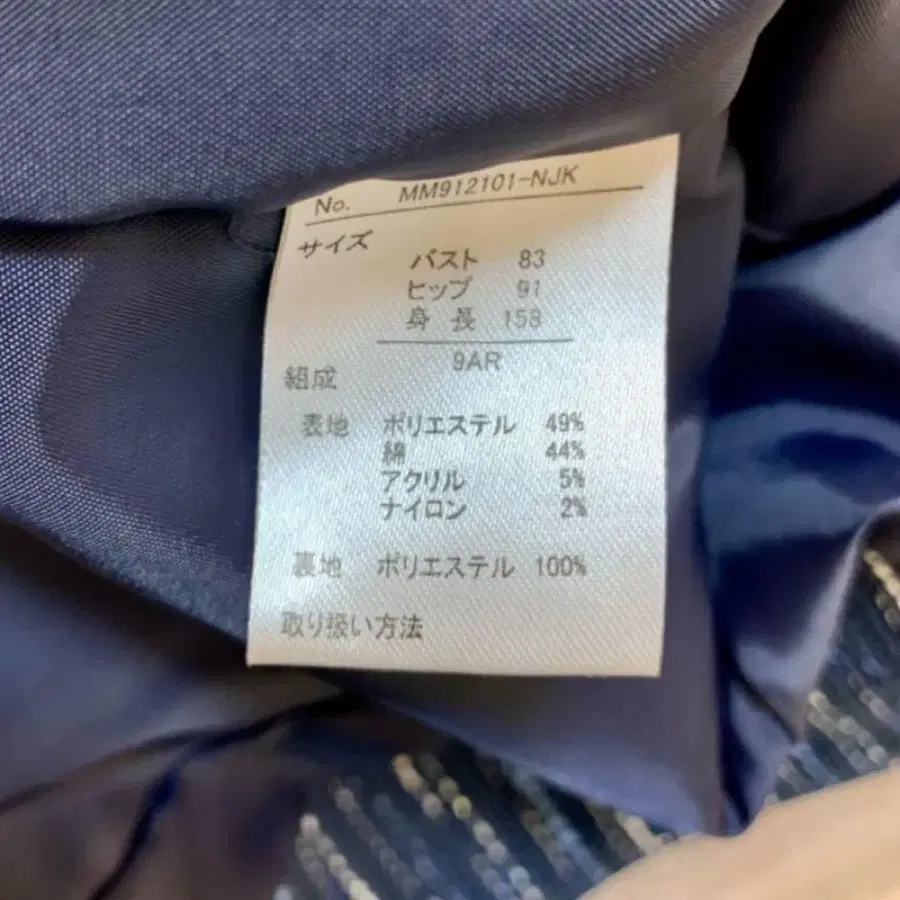 No. MM912101-NJK
サイズ
バスト 83
ヒップ 91
身長 158
9AR
組成
表地 ポリエステル 49%
綿 44%
アクリル 5%
ナイロン 2%
裏地 ポリエステル 100%
取り扱い方法